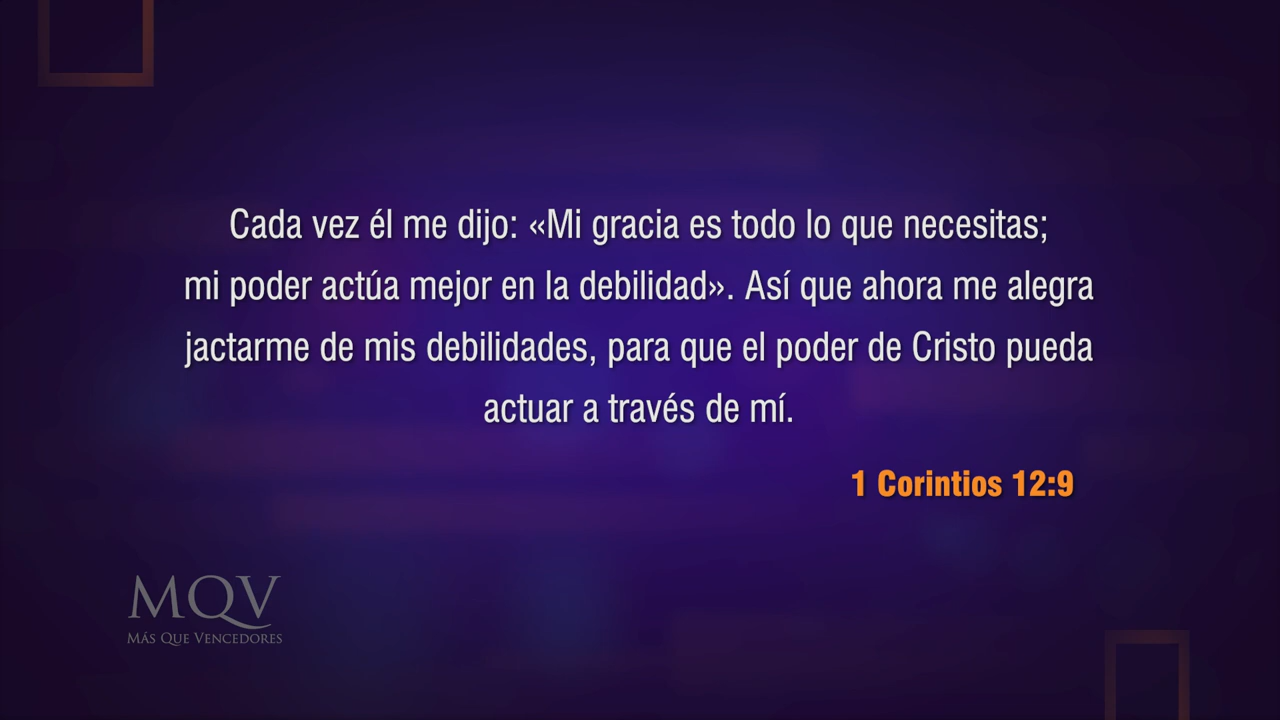 Cada vez él me dijo: «Mi gracia es todo lo que necesitas;
mi poder actúa mejor en la debilidad». Así que ahora me alegra
jactarme de mis debilidades, para que el poder de Cristo pueda
actuar a través de mí.
1 Corintios 12:9
MQV
Más Que Vencedores